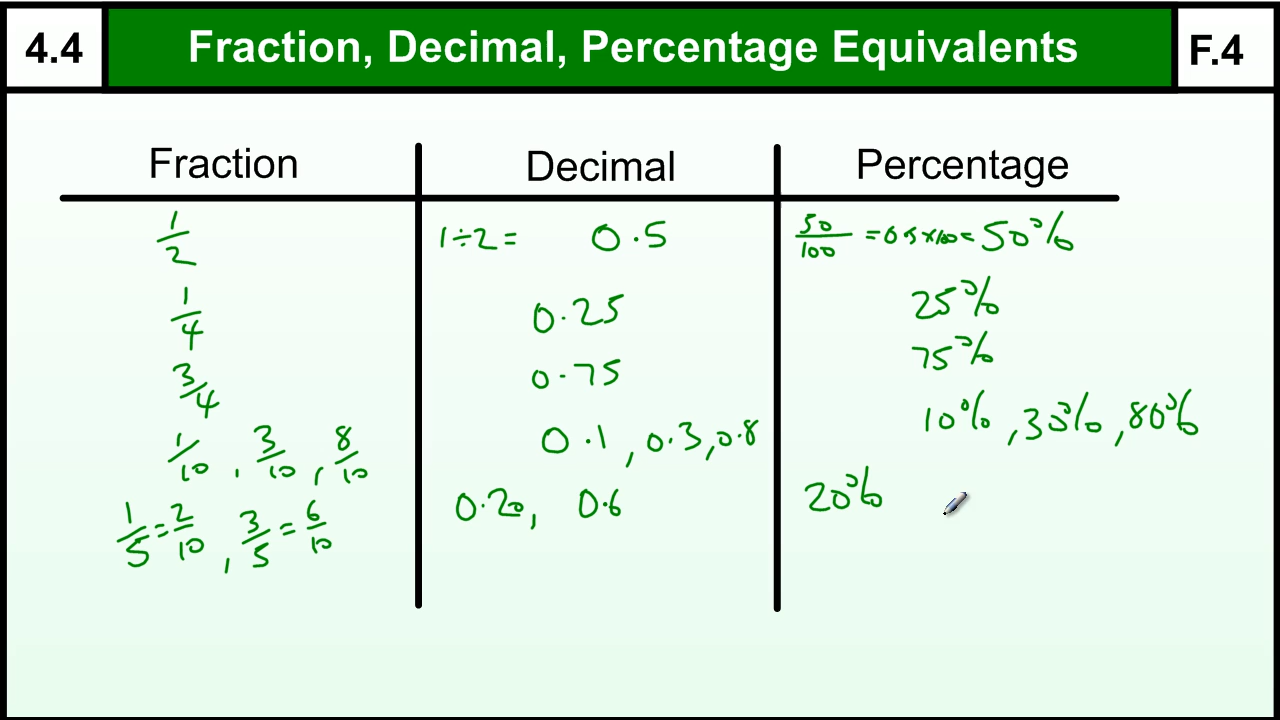 4.4 Fraction, Decimal, Percentage Equivalents F.4
Fraction Decimal Percentage
1/2 1÷2= 0.5 50/100 =0.5×100= 50%
1/4 0.25 25%
3/4 0.75 75%
1/10, 3/10, 8/10 0.1, 0.3, 0.8 10%, 30%, 80%
1/5=2/10, 3/5=6/10 0.20, 0.6 20%